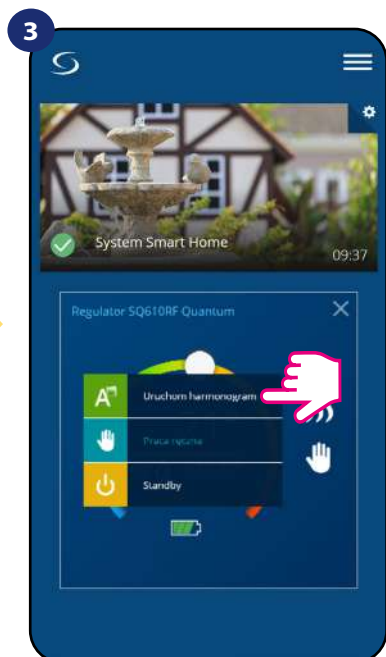 3
System Smart Home
09:37
Regulator SQ610RF Quantum
A
Uruchom harmonogram
Praca ręczna
Standby